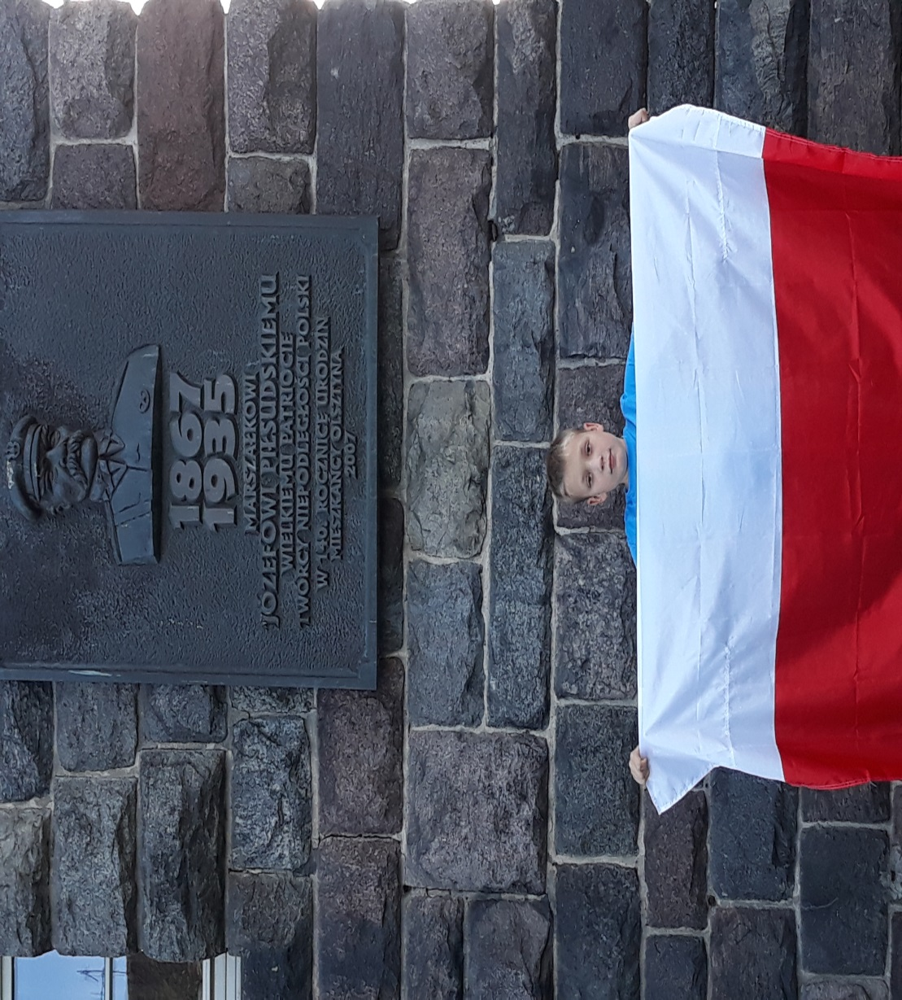 1867
1935
MARSZAŁKOWI
JÓZEFOWI PIŁSUDSKIEMU
WIELKIEMU PATRIOCIE
TWÓRCY NIEPODLEGŁOŚCI POLSKI
W 140. ROCZNICĘ URODZIN
MIESZKAŃCY OLSZTYNA
2007